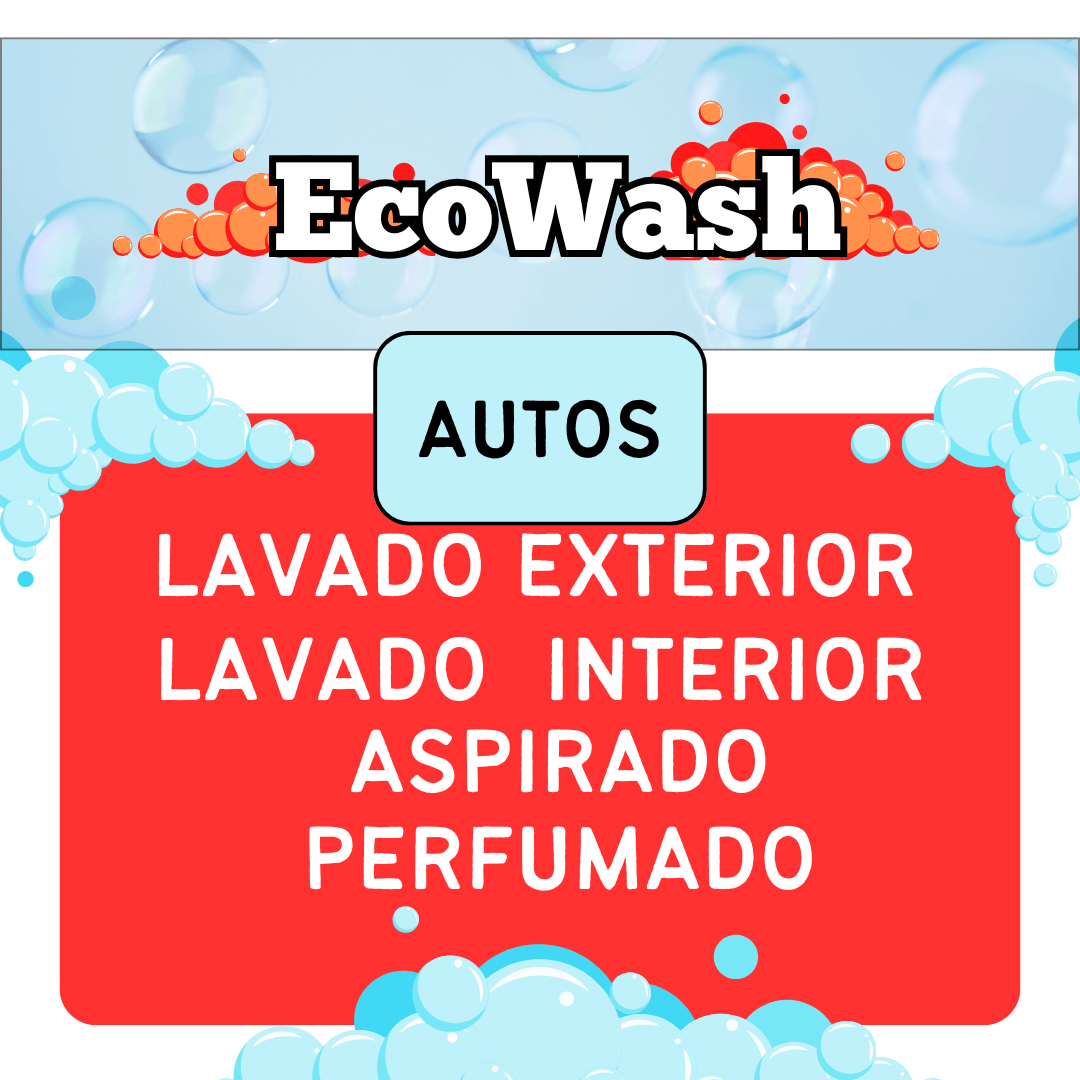 EcoWash
AUTOS
LAVADO EXTERIOR
LAVADO INTERIOR
ASPIRADO
PERFUMADO